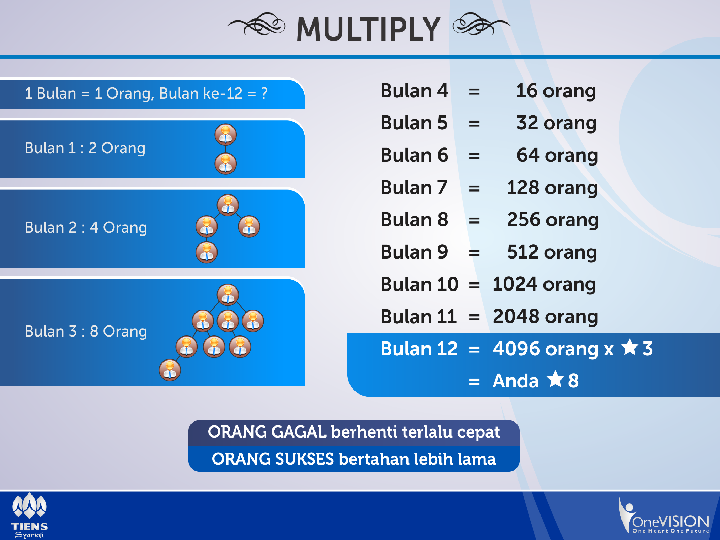 MULTIPLY
1 Bulan = 1 Orang, Bulan ke-12 = ?
Bulan 1 : 2 Orang
Bulan 2 : 4 Orang
Bulan 3 : 8 Orang
Bulan 4 = 16 orang
Bulan 5 = 32 orang
Bulan 6 = 64 orang
Bulan 7 = 128 orang
Bulan 8 = 256 orang
Bulan 9 = 512 orang
Bulan 10 = 1024 orang
Bulan 11 = 2048 orang
Bulan 12 = 4096 orang x ★ 3
= Anda ★ 8
ORANG GAGAL berhenti terlalu cepat
ORANG SUKSES bertahan lebih lama
TIENS
Syariah
OneVISION
One Heart One Future